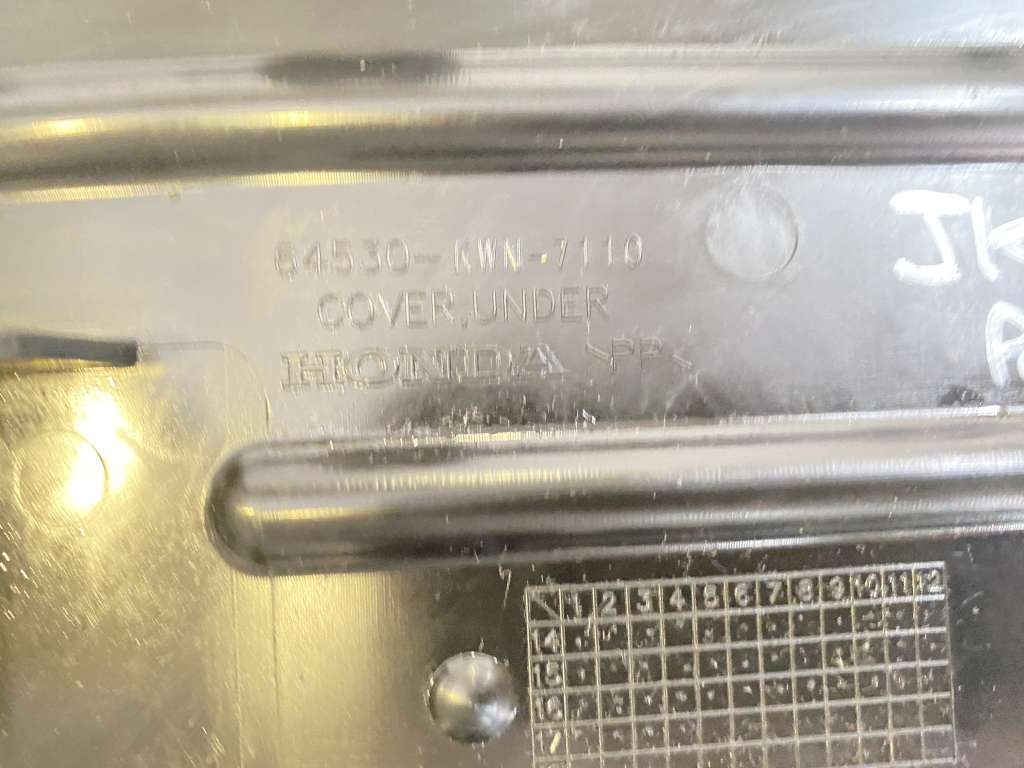 64530-KWN-7110
COVER,UNDER
HONDA >PP<
JK
1 2 3 4 5 6 7 8 9 10 11 12
14
15
16
17